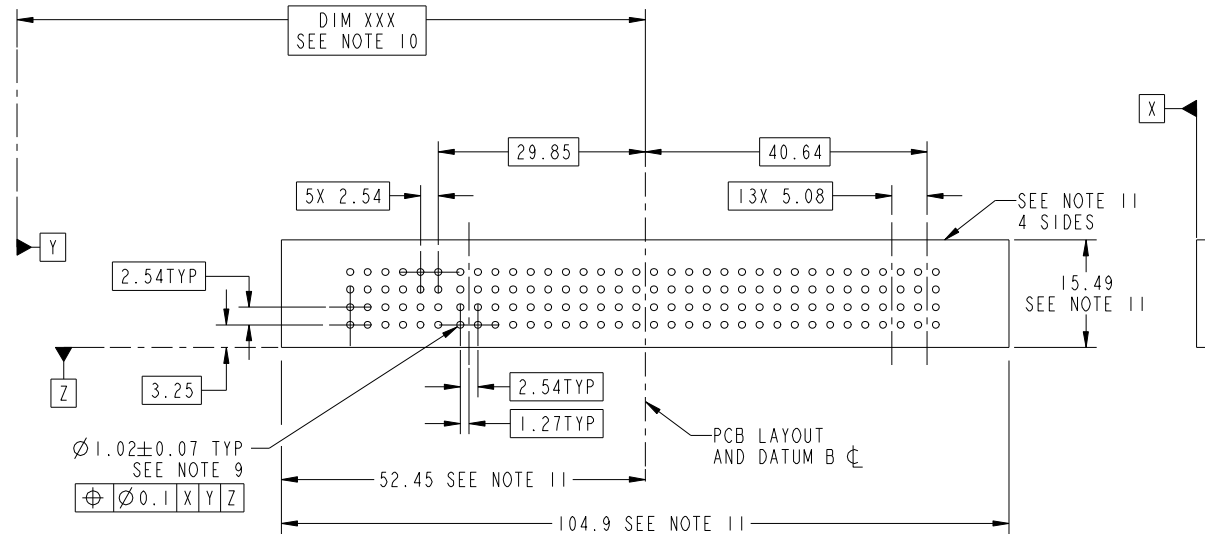 DIM XXX
SEE NOTE 10
X
29.85
40.64
5X 2.54
13X 5.08
SEE NOTE 11
4 SIDES
Y
2.54TYP
15.49
SEE NOTE 11
Z
3.25
2.54TYP
1.27TYP
Ø1.02±0.07 TYP
SEE NOTE 9
⌖ Ø0.1 X Y Z
PCB LAYOUT
AND DATUM B ℄
52.45 SEE NOTE 11
104.9 SEE NOTE 11